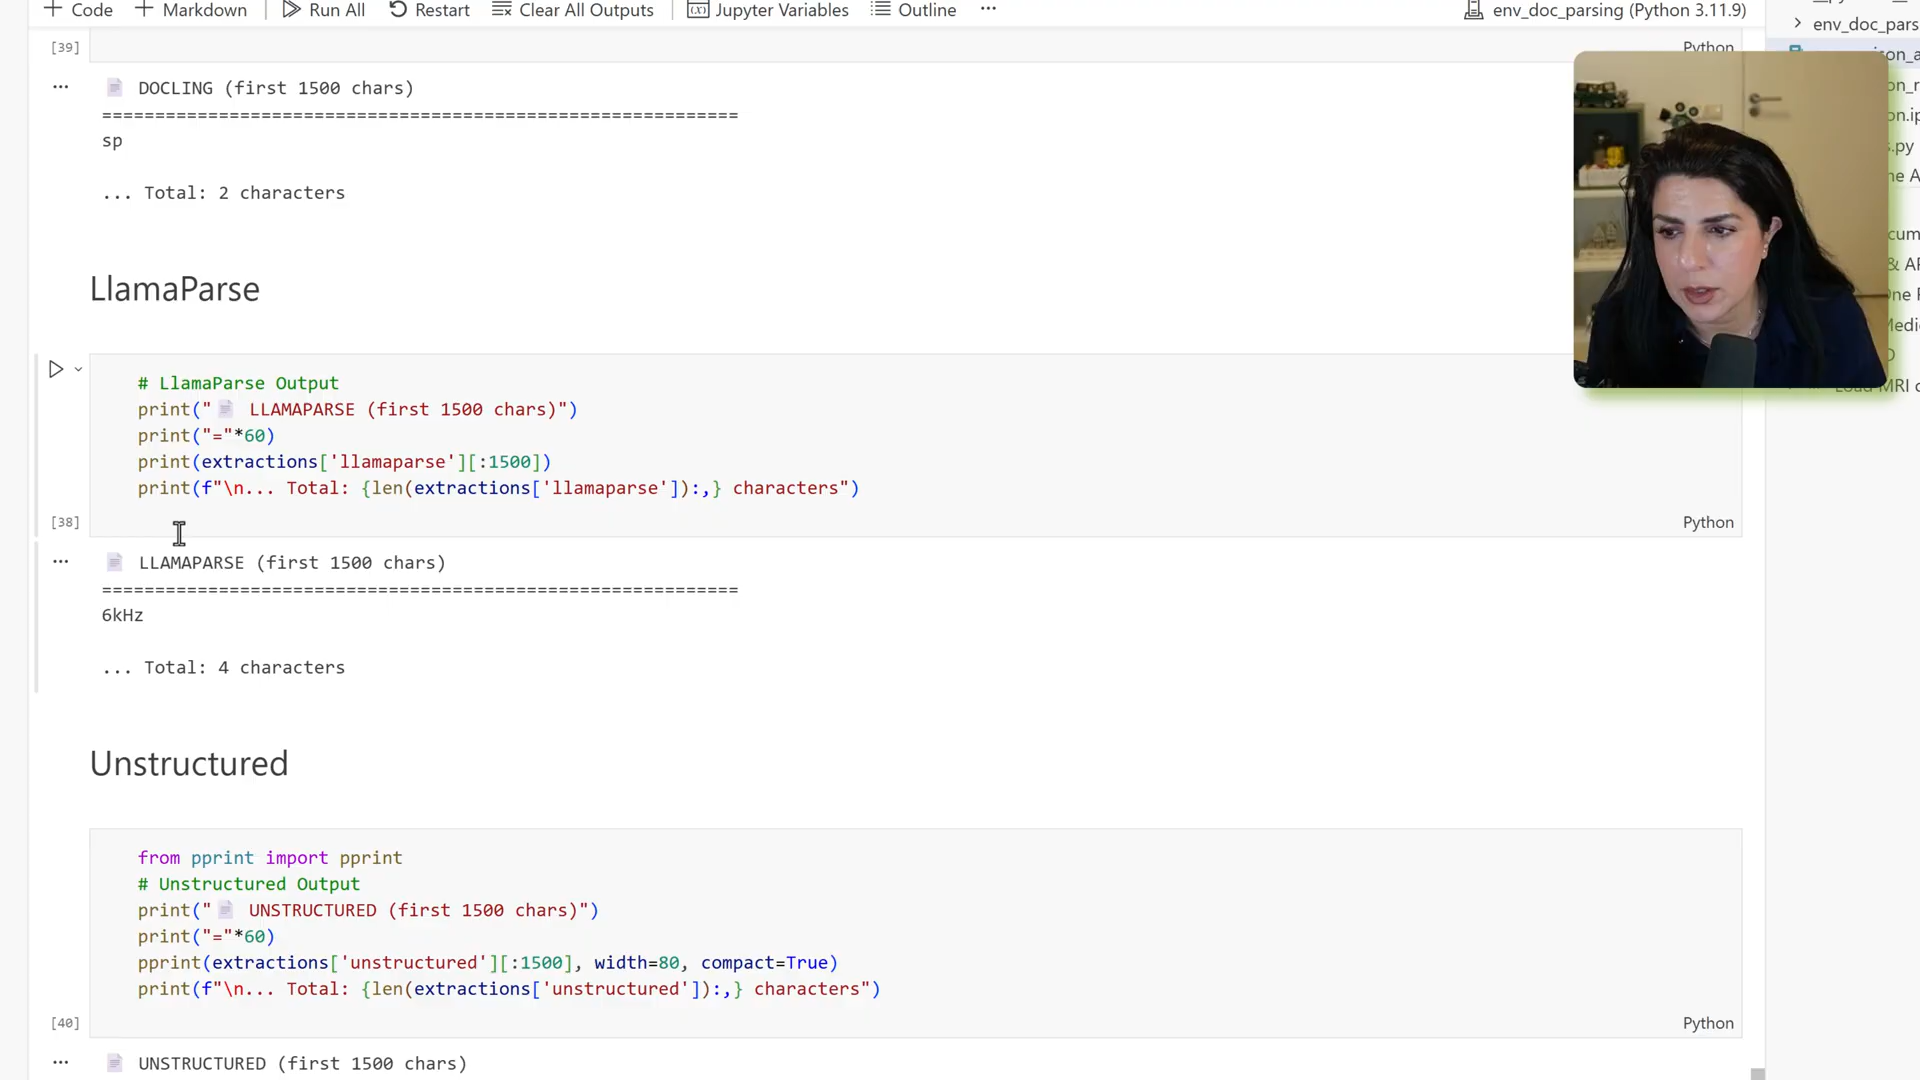 Code
Markdown
Run All
Restart
Clear All Outputs
Jupyter Variables
Outline
...
env_doc_parsing (Python 3.11.9)
env_doc_pars
[39]
Python
... DOCLING (first 1500 chars)
============================================================
sp
... Total: 2 characters
LlamaParse
# LlamaParse Output
print("📄 LLAMAPARSE (first 1500 chars)")
print("="*60)
print(extractions['llamaparse'][:1500])
print(f"\n... Total: {len(extractions['llamaparse']):,} characters")
[38]
Python
... LLAMAPARSE (first 1500 chars)
============================================================
6kHz
... Total: 4 characters
Unstructured
from pprint import pprint
# Unstructured Output
print("📄 UNSTRUCTURED (first 1500 chars)")
print("="*60)
pprint(extractions['unstructured'][:1500], width=80, compact=True)
print(f"\n... Total: {len(extractions['unstructured']):,} characters")
[40]
Python
... UNSTRUCTURED (first 1500 chars)